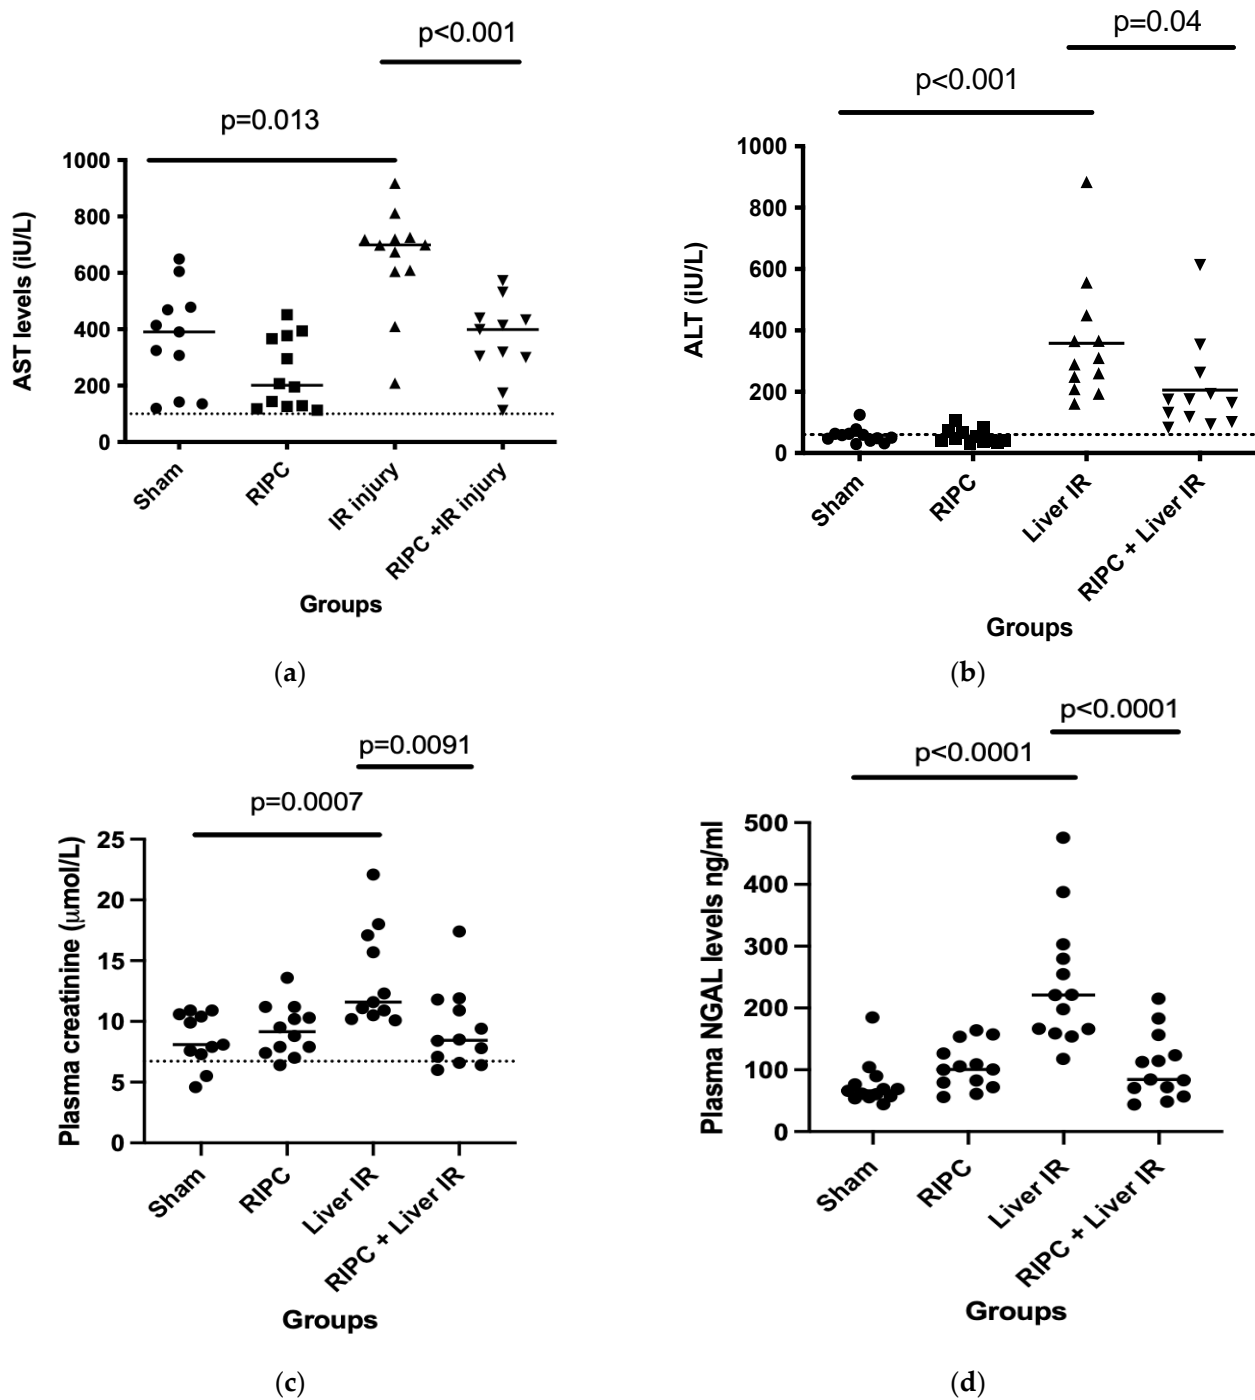 p<0.001
p=0.013
AST levels (iU/L)
1000
800
600
400
200
0
Sham
RIPC
IR injury
RIPC +IR injury
Groups
(a)
p=0.04
p<0.001
ALT (iU/L)
1000
800
600
400
200
0
Sham
RIPC
Liver IR
RIPC + Liver IR
Groups
(b)
p=0.0091
p=0.0007
Plasma creatinine (μmol/L)
25
20
15
10
5
0
Sham
RIPC
Liver IR
RIPC + Liver IR
Groups
(c)
p<0.0001
p<0.0001
Plasma NGAL levels ng/ml
500
400
300
200
100
0
Sham
RIPC
Liver IR
RIPC + Liver IR
Groups
(d)